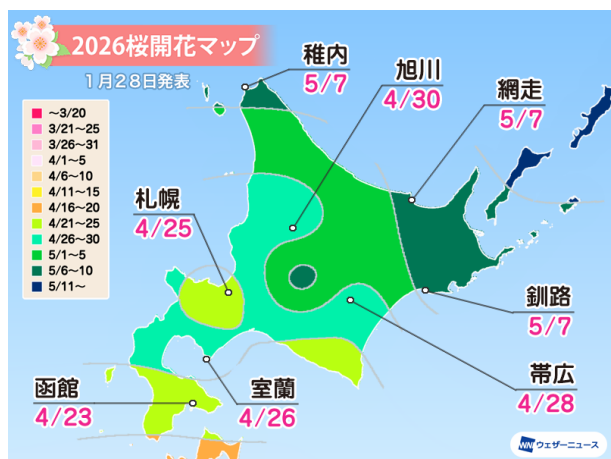 2026桜開花マップ
1月28日発表
～3/20
3/21～25
3/26～31
4/1～5
4/6～10
4/11～15
4/16～20
4/21～25
4/26～30
5/1～5
5/6～10
5/11～
稚内
5/7
旭川
4/30
網走
5/7
札幌
4/25
釧路
5/7
帯広
4/28
室蘭
4/26
函館
4/23
WN ウェザーニュース